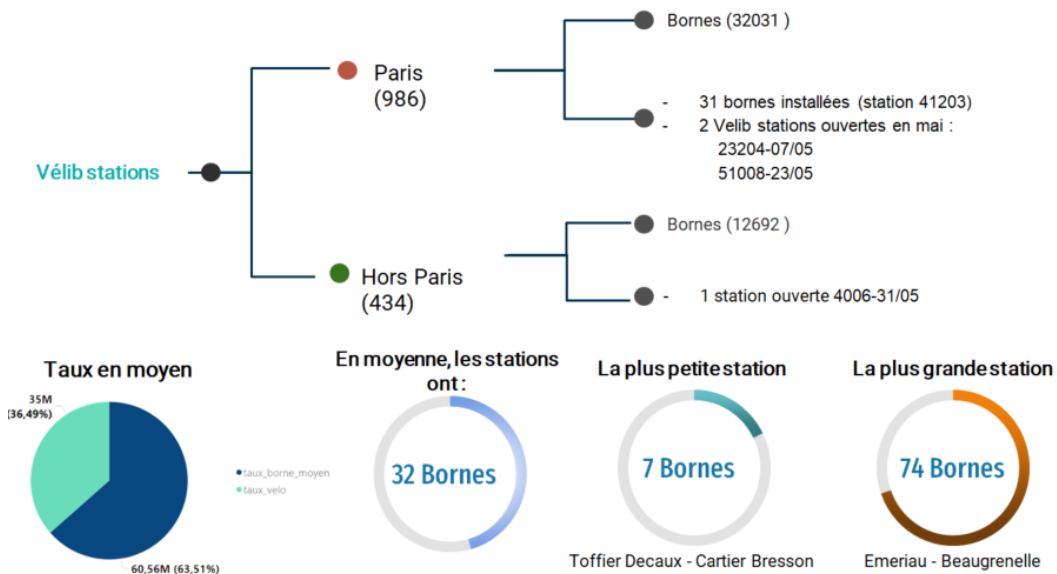 Bornes (32031 )
Paris
(986)
- 31 bornes installées (station 41203)
- 2 Velib stations ouvertes en mai :
23204-07/05
51008-23/05
Vélib stations
Bornes (12692 )
Hors Paris
(434)
- 1 station ouverte 4006-31/05
Taux en moyen
35M
(36,49%)
taux_borne_moyen
taux_velo
60,56M (63,51%)
En moyenne, les stations
ont :
32 Bornes
La plus petite station
7 Bornes
Toffier Decaux - Cartier Bresson
La plus grande station
74 Bornes
Emeriau - Beaugrenelle